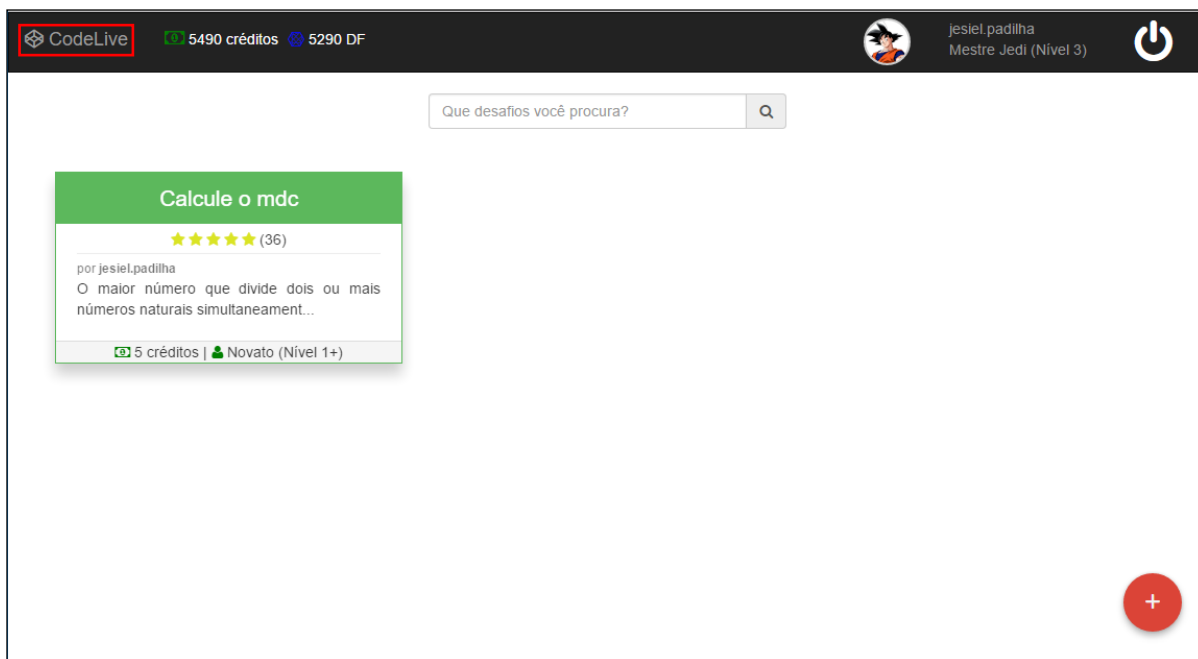 CodeLive
5490 créditos 5290 DF
jesiel.padilha
Mestre Jedi (Nível 3)
Que desafios você procura?
Calcule o mdc
(36)
por jesiel.padilha
O maior número que divide dois ou mais
números naturais simultaneament...
5 créditos | Novato (Nível 1+)
+